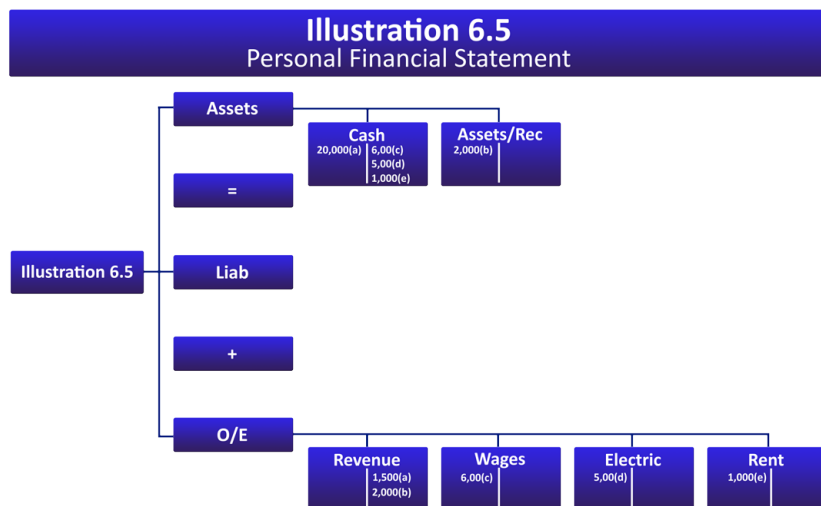 Illustration 6.5
Personal Financial Statement
Assets
Cash
20,000(a) 6,00(c)
5,00(d)
1,000(e)
Assets/Rec
2,000(b)
=
Illustration 6.5
Liab
+
O/E
Revenue
1,500(a)
2,000(b)
Wages
6,00(c)
Electric
5,00(d)
Rent
1,000(e)